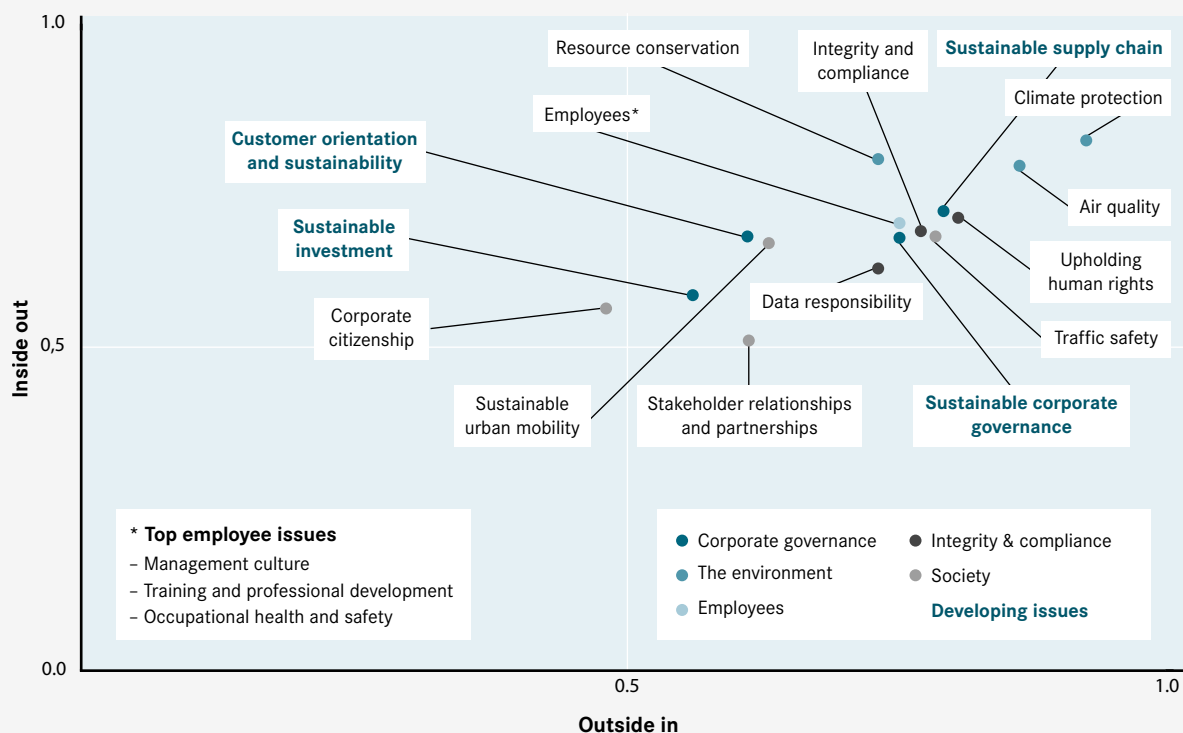 1.0
Resource conservation
Integrity and
compliance
Sustainable supply chain
Climate protection
Employees*
Customer orientation
and sustainability
Air quality
Sustainable
investment
Upholding
human rights
Data responsibility
Corporate
citizenship
Traffic safety
Inside out
0,5
Sustainable
urban mobility
Stakeholder relationships
and partnerships
Sustainable corporate
governance
* Top employee issues
– Management culture
– Training and professional development
– Occupational health and safety
Corporate governance
The environment
Employees
Integrity & compliance
Society
Developing issues
0.0
0.5
1.0
Outside in